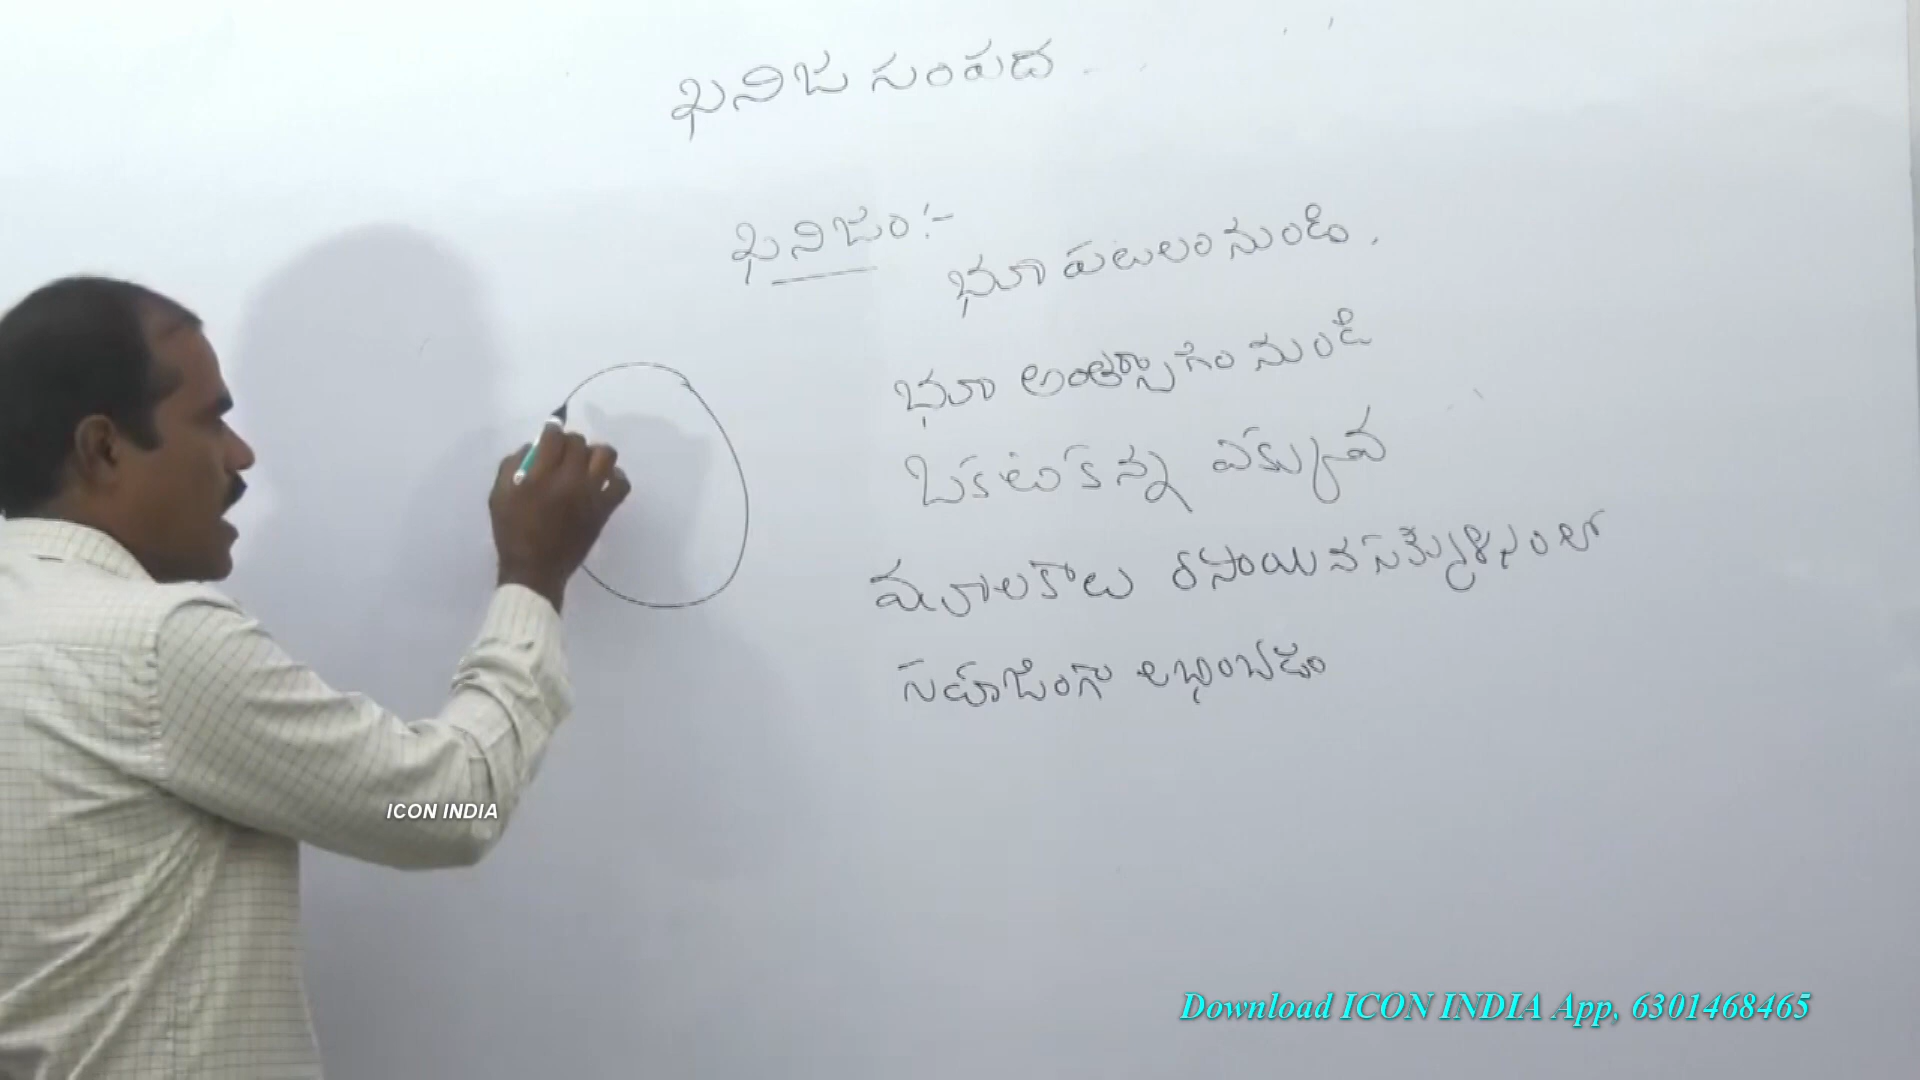 ఖనిజ సంపద
ఖనిజం:-
భూ పటలం నుండి.
భూ అంతర్భాగం నుండి
ఒకటి కన్న ఎక్కువ
మూలకాలు రసాయన సమ్మేళనంలో
సహజంగా లభించడం
ICON INDIA
Download ICON INDIA App, 6301468465